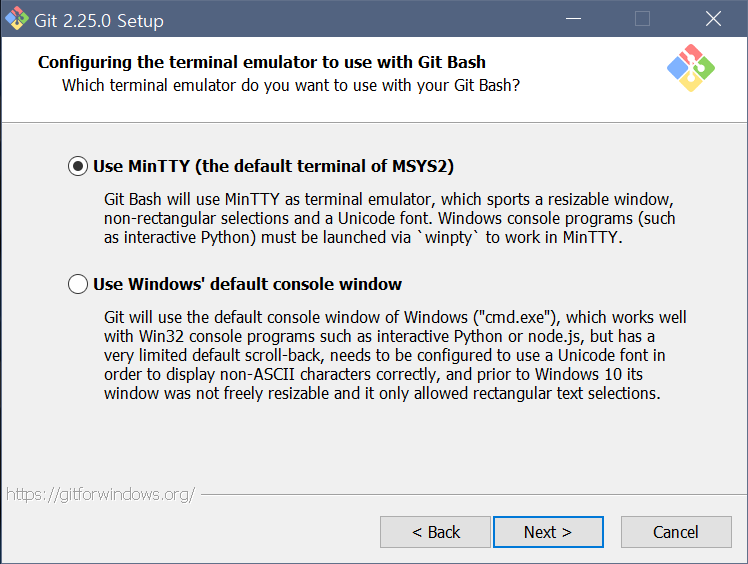 Git 2.25.0 Setup
Configuring the terminal emulator to use with Git Bash
Which terminal emulator do you want to use with your Git Bash?
Use MinTTY (the default terminal of MSYS2)
Git Bash will use MinTTY as terminal emulator, which sports a resizable window,
non-rectangular selections and a Unicode font. Windows console programs (such
as interactive Python) must be launched via `winpty` to work in MinTTY.
Use Windows' default console window
Git will use the default console window of Windows ("cmd.exe"), which works well
with Win32 console programs such as interactive Python or node.js, but has a
very limited default scroll-back, needs to be configured to use a Unicode font in
order to display non-ASCII characters correctly, and prior to Windows 10 its
window was not freely resizable and it only allowed rectangular text selections.
https://gitforwindows.org/
< Back
Next >
Cancel